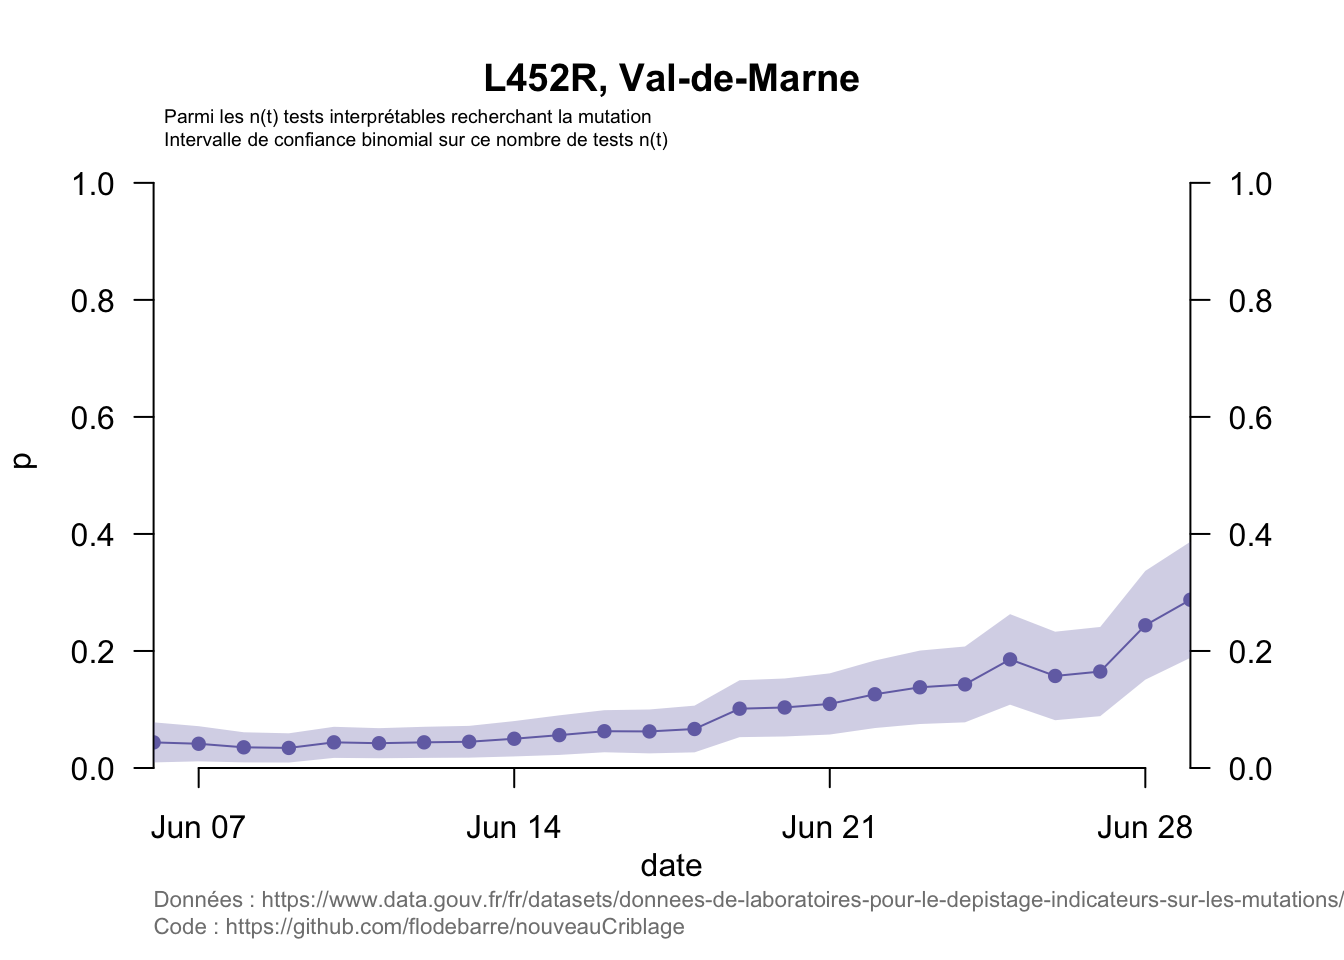 L452R, Val-de-Marne
Parmi les n(t) tests interprétables recherchant la mutation
Intervalle de confiance binomial sur ce nombre de tests n(t)
1.0 1.0
0.8 0.8
0.6 0.6
p
0.4 0.4
0.2 0.2
0.0 0.0
Jun 07 Jun 14 Jun 21 Jun 28
date
Données : https://www.data.gouv.fr/fr/datasets/donnees-de-laboratoires-pour-le-depistage-indicateurs-sur-les-mutations/
Code : https://github.com/flodebarre/nouveauCriblage